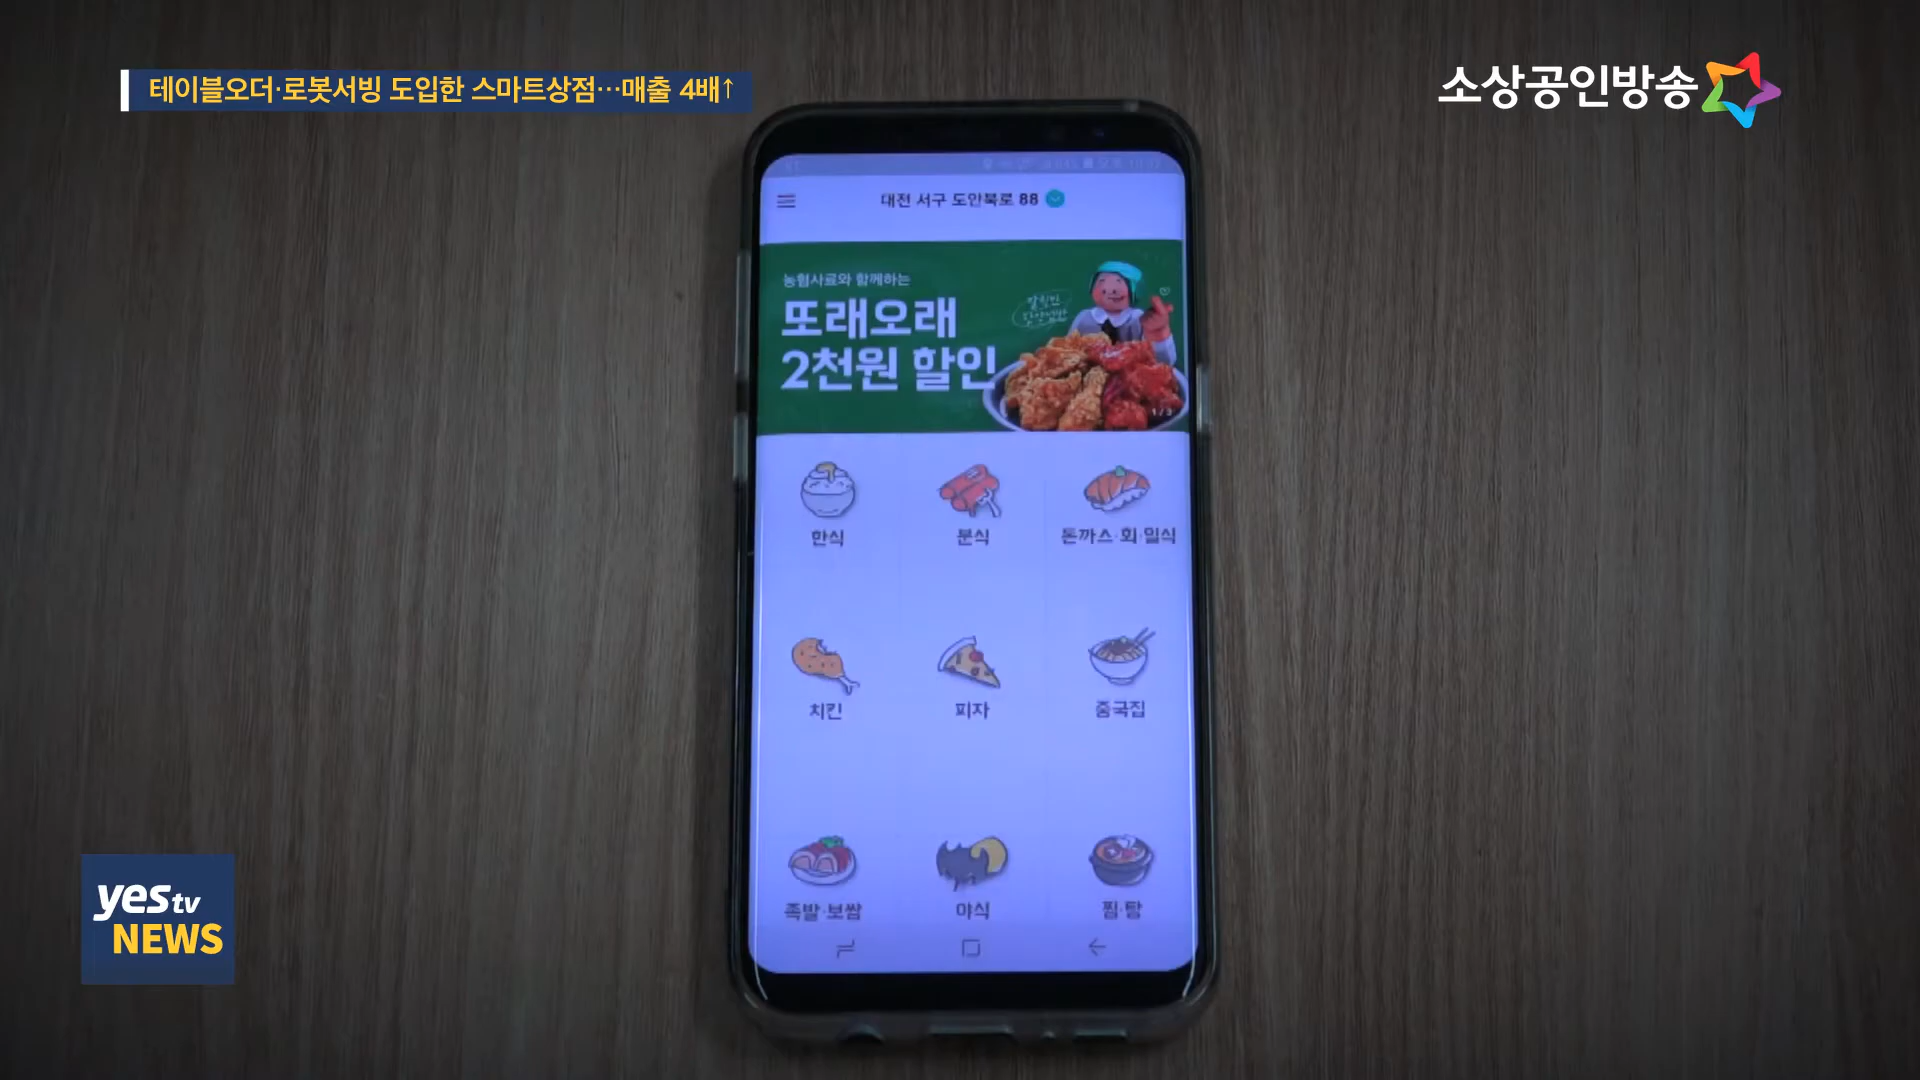 테이블오더·로봇서빙 도입한 스마트상점…매출 4배↑
소상공인방송
대전 서구 도안북로 88
농협사료와 함께하는
또래오래
2천원 할인
1/3
한식
분식
돈까스·회·일식
치킨
피자
중국집
족발·보쌈
야식
찜·탕
yes tv
NEWS